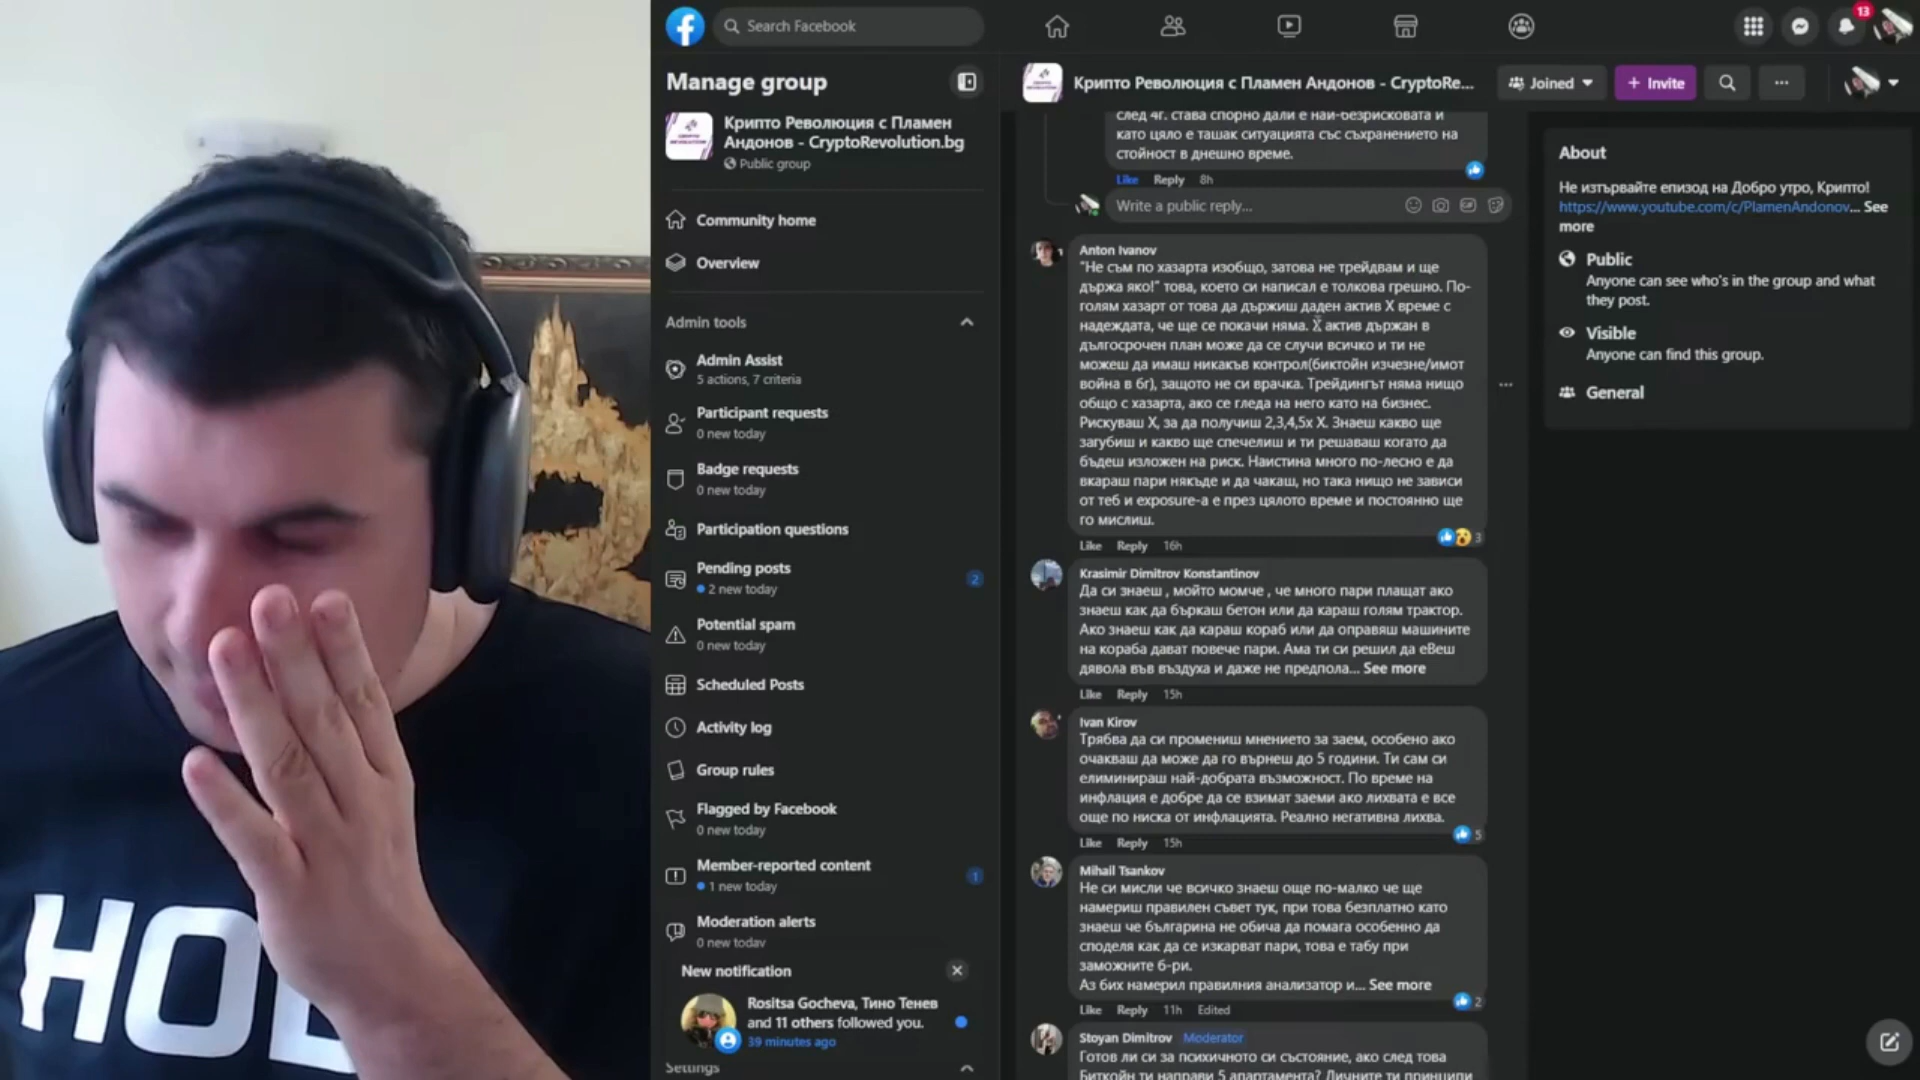 Search Facebook
13
Manage group
Крипто Революция с Пламен
Андонов - CryptoRevolution.bg
Public group
Community home
Overview
Admin tools
Admin Assist
5 actions, 7 criteria
Participant requests
0 new today
Badge requests
0 new today
Participation questions
Pending posts
2 new today
2
Potential spam
0 new today
Scheduled Posts
Activity log
Group rules
Flagged by Facebook
0 new today
Member-reported content
1 new today
1
Moderation alerts
0 new today
New notification
Rositsa Gocheva, Тино Тенев
and 11 others followed you.
39 minutes ago
Settings
Крипто Революция с Пламен Андонов - CryptoRe...
Joined
+ Invite
след 4г. става спорно дали е най-безрисковата и
като цяло е ташак ситуацията със съхранението на
стойност в днешно време.
Like Reply 8h
Write a public reply...
Anton Ivanov
"Не съм по хазарта изобщо, затова не трейдвам и ще
държа яко!" това, което си написал е толкова грешно. По-
голям хазарт от това да държиш даден актив X време с
надеждата, че ще се покачи няма. X актив държан в
дългосрочен план може да се случи всичко и ти не
можеш да имаш никакъв контрол(биктойн изчезне/имот
война в бг), защото не си врачка. Трейдингът няма нищо
общо с хазарта, ако се гледа на него като на бизнес.
Рискуваш X, за да получиш 2,3,4,5x X. Знаеш какво ще
загубиш и какво ще спечелиш и ти решаваш когато да
бъдеш изложен на риск. Наистина много по-лесно е да
вкараш пари някъде и да чакаш, но така нищо не зависи
от теб и exposure-а е през цялото време и постоянно ще
го мислиш.
3
Like Reply 16h
Krasimir Dimitrov Konstantinov
Да си знаеш , мойто момче , че много пари плащат ако
знаеш как да бъркаш бетон или да караш голям трактор.
Ако знаеш как да караш кораб или да оправяш машините
на кораба дават повече пари. Ама ти си решил да еВеш
дявола във въздуха и даже не предпола... See more
Like Reply 15h
Ivan Kirov
Трябва да си промениш мнението за заем, особено ако
очакваш да може да го върнеш до 5 години. Ти сам си
елиминираш най-добрата възможност. По време на
инфлация е добре да се взимат заеми ако лихвата е все
още по ниска от инфлацията. Реално негативна лихва.
5
Like Reply 15h
Mihail Tsankov
Не си мисли че всичко знаеш още по-малко че ще
намериш правилен съвет тук, при това безплатно като
знаеш че българина не обича да помага особенно да
споделя как да се изкарват пари, това е табу при
заможните б-ри.
Аз бих намерил правилния анализатор и... See more
2
Like Reply 11h Edited
Stoyan Dimitrov Moderator
Готов ли си за психичното си състояние, ако след това
Биткойн ти направи 5 апартамента? Личните ти принципи
About
Не изтървайте епизод на Добро утро, Крипто!
https://www.youtube.com/c/PlamenAndonov... See
more
Public
Anyone can see who's in the group and what
they post.
Visible
Anyone can find this group.
General